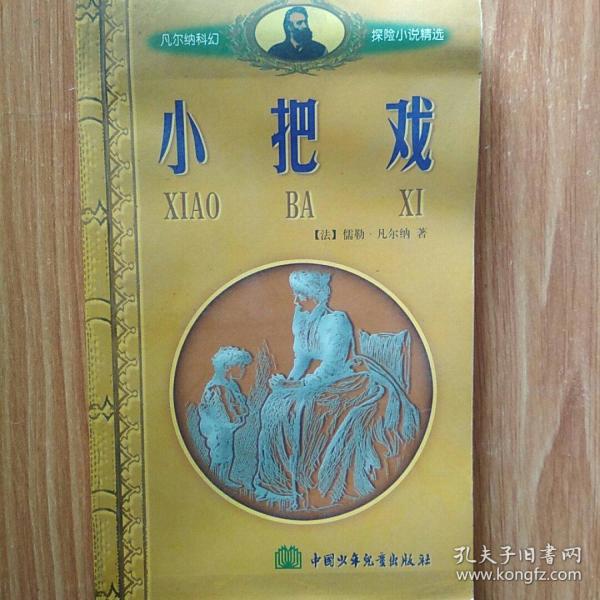 凡尔纳科幻 探险小说精选
小把戏
XIAO BA XI
【法】儒勒·凡尔纳 著
中国少年儿童出版社
孔夫子旧书网
www.kongfz.com